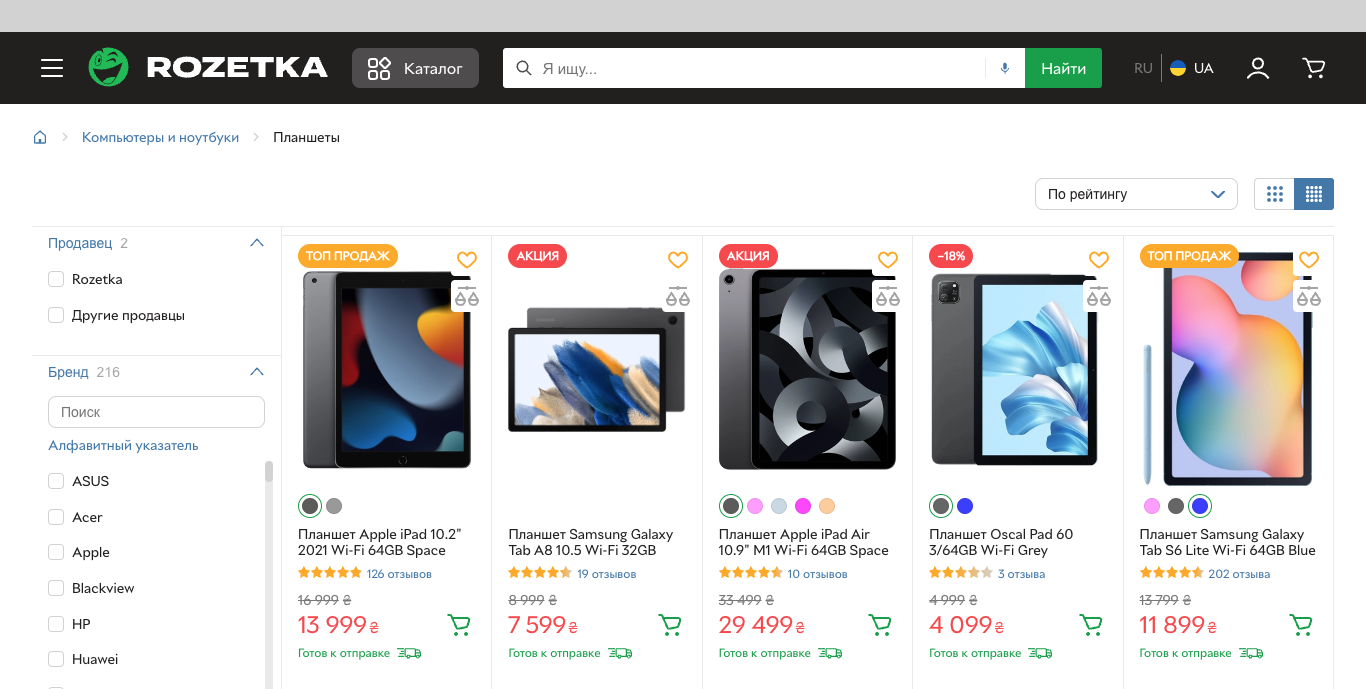 ROZETKA
Каталог
Я ищу...
Найти
RU
UA
Компьютеры и ноутбуки
Планшеты
По рейтингу
Продавец 2
Rozetka
Другие продавцы
Бренд 216
Поиск
Алфавитный указатель
ASUS
Acer
Apple
Blackview
HP
Huawei
ТОП ПРОДАЖ
Планшет Apple iPad 10.2"
2021 Wi-Fi 64GB Space
126 отзывов
16 999 ₴
13 999 ₴
Готов к отправке
АКЦИЯ
Планшет Samsung Galaxy
Tab A8 10.5 Wi-Fi 32GB
19 отзывов
8 999 ₴
7 599 ₴
Готов к отправке
АКЦИЯ
Планшет Apple iPad Air
10.9" M1 Wi-Fi 64GB Space
10 отзывов
33 499 ₴
29 499 ₴
Готов к отправке
−18%
Планшет Oscal Pad 60
3/64GB Wi-Fi Grey
3 отзыва
4 999 ₴
4 099 ₴
Готов к отправке
ТОП ПРОДАЖ
Планшет Samsung Galaxy
Tab S6 Lite Wi-Fi 64GB Blue
202 отзыва
13 799 ₴
11 899 ₴
Готов к отправке